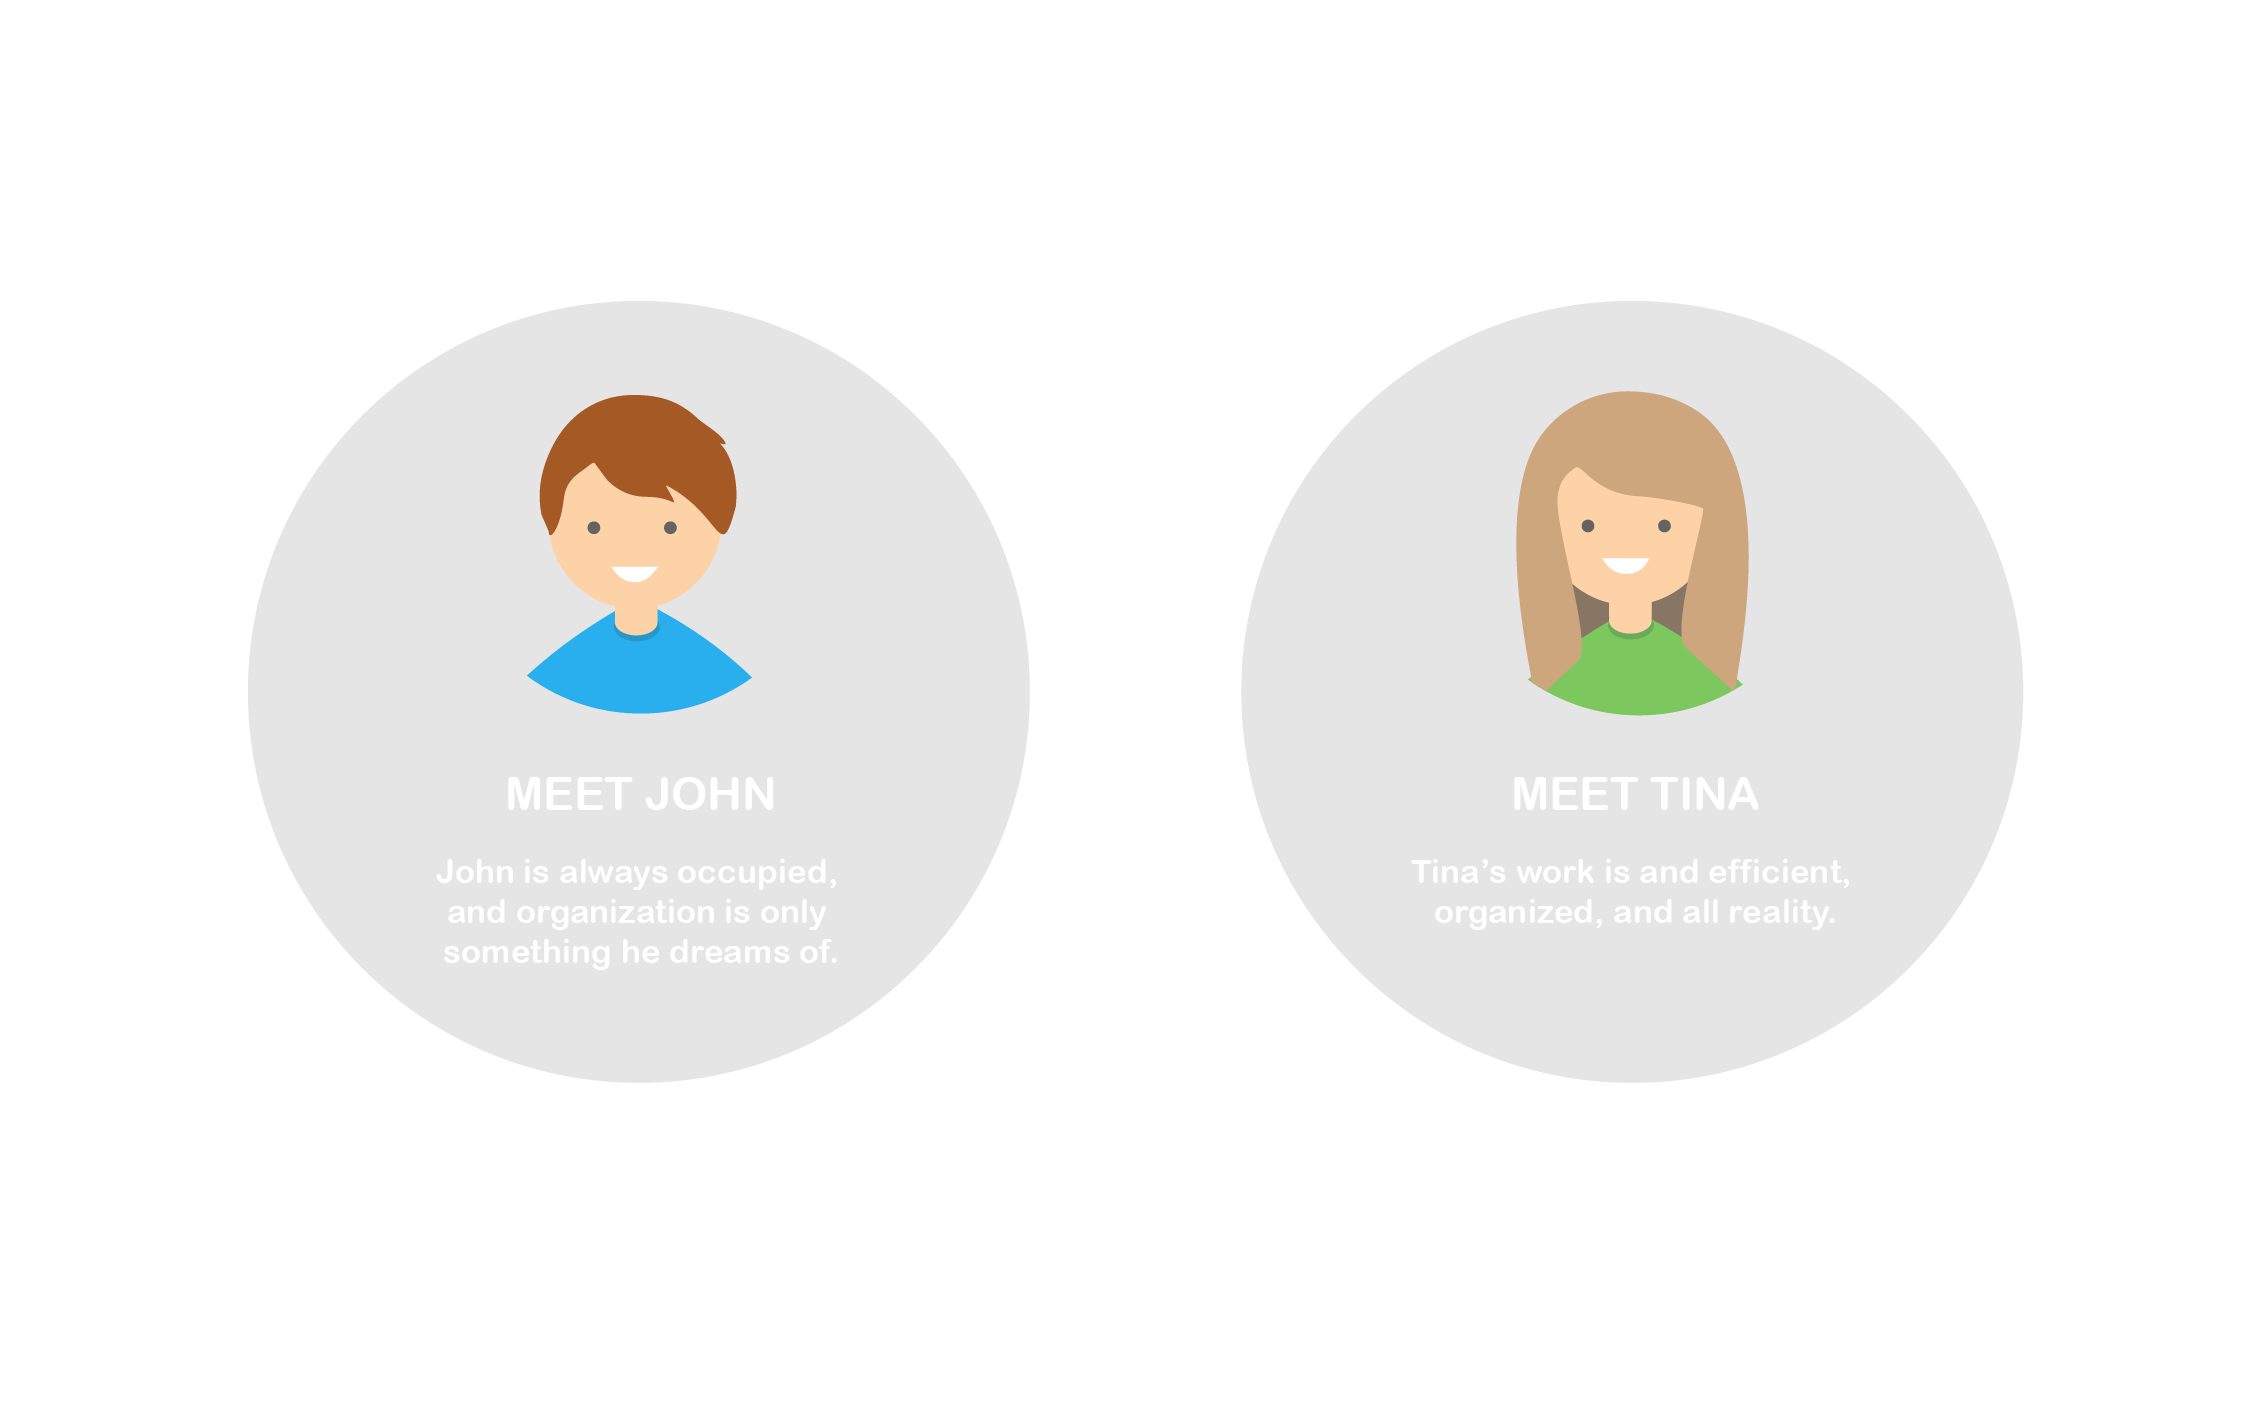 MEET JOHN
John is always occupied,
and organization is only
something he dreams of.
MEET TINA
Tina’s work is and efficient,
organized, and all reality.